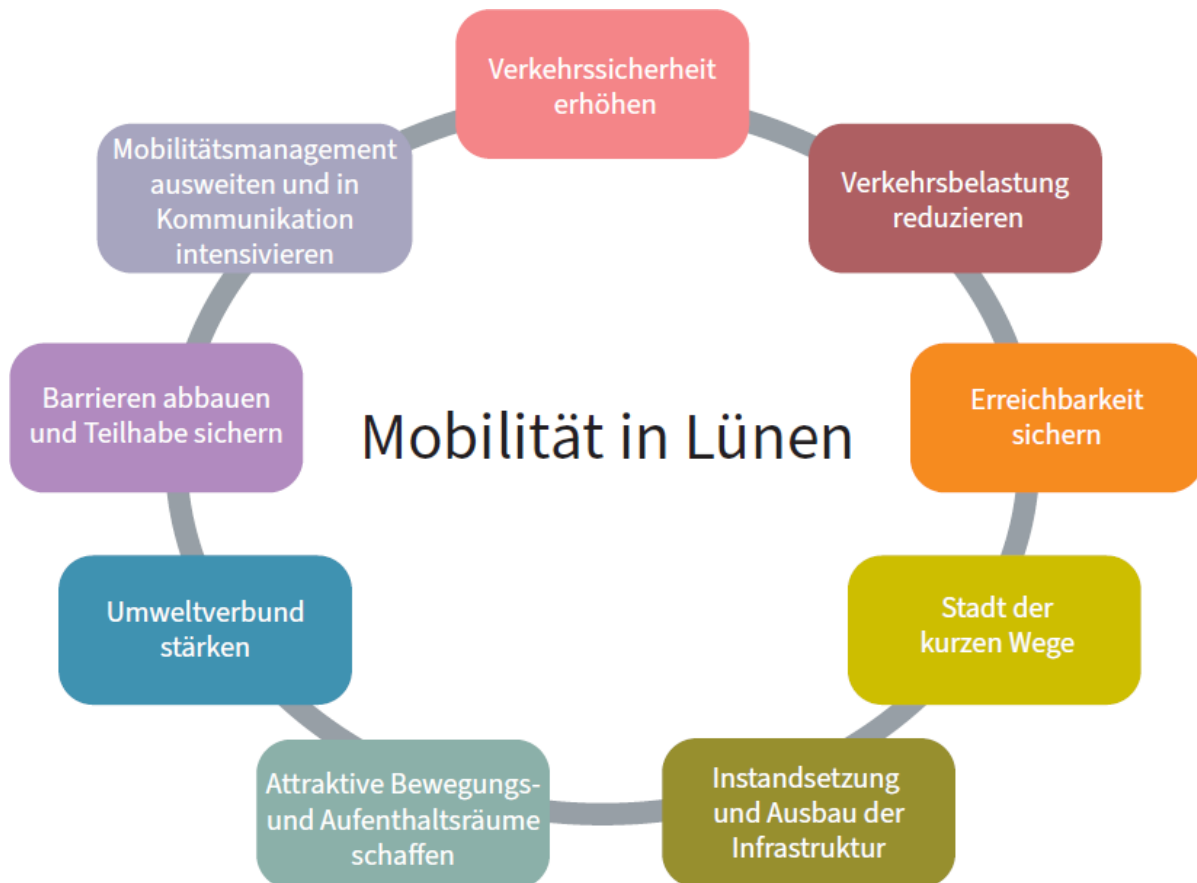 Verkehrssicherheit
erhöhen
Mobilitätsmanagement
ausweiten und in
Kommunikation
intensivieren
Verkehrsbelastung
reduzieren
Barrieren abbauen
und Teilhabe sichern
Mobilität in Lünen
Erreichbarkeit
sichern
Umweltverbund
stärken
Stadt der
kurzen Wege
Attraktive Bewegungs-
und Aufenthaltsräume
schaffen
Instandsetzung
und Ausbau der
Infrastruktur